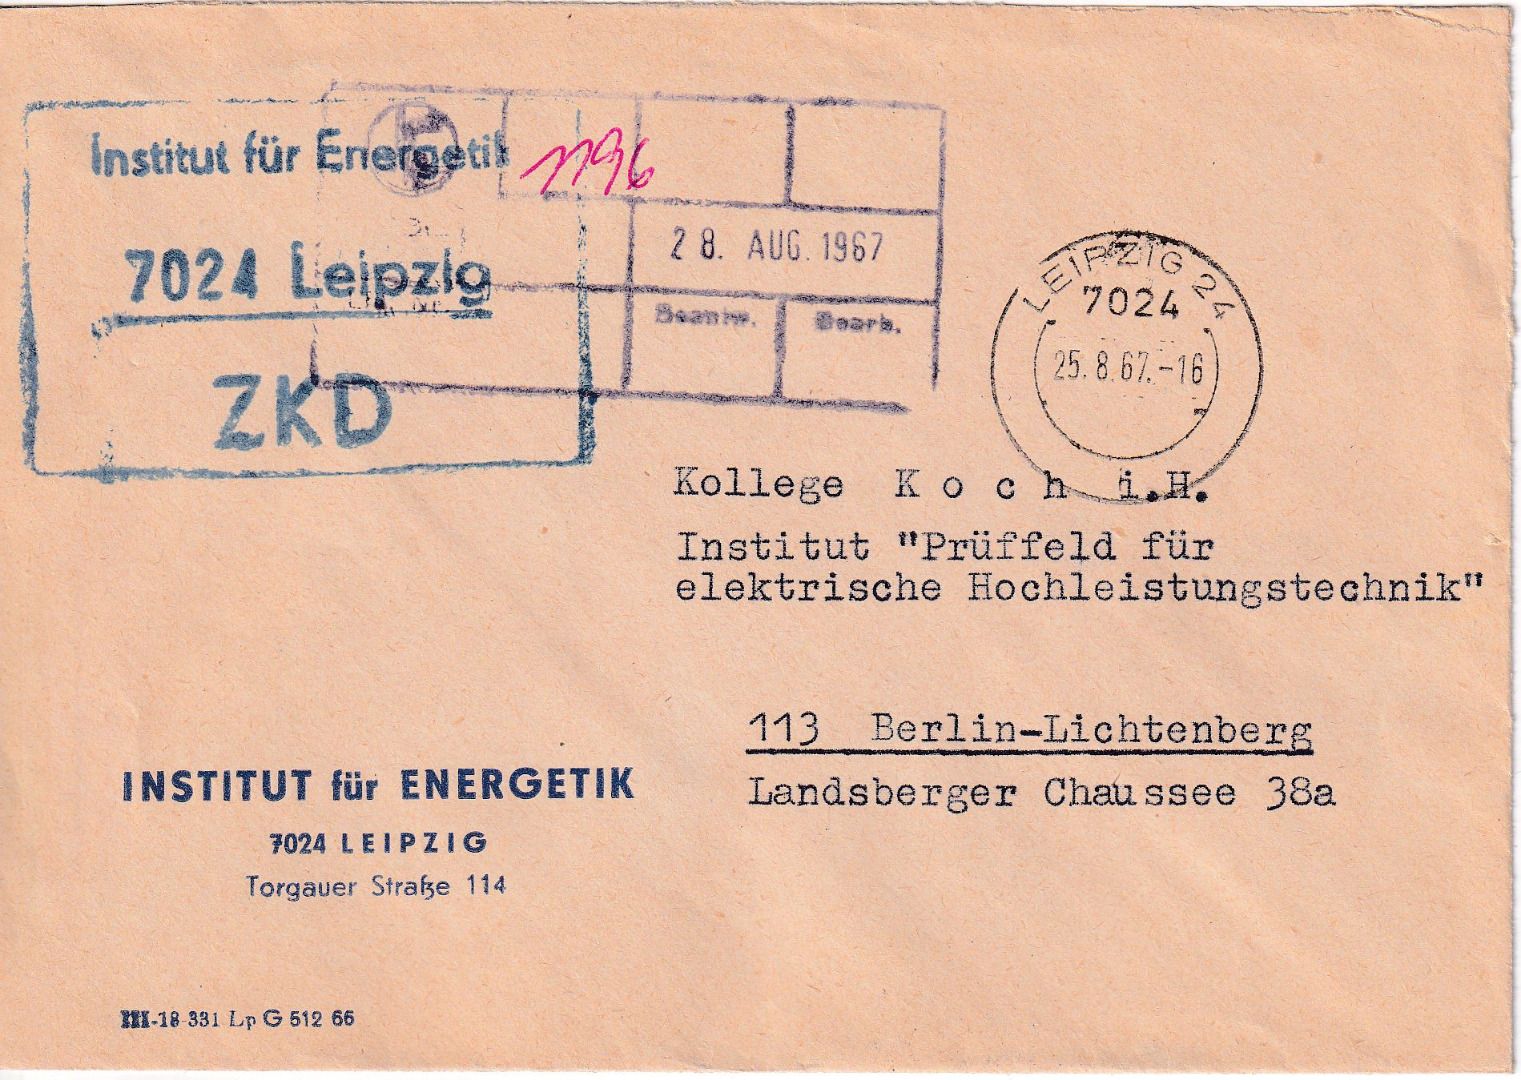 Institut für Energetik
7024 Leipzig
ZKD
1196
28. AUG. 1967
Beantw.
Bearb.
LEIPZIG 24
7024
25.8.67.-16
Kollege Koch i.H.
Institut "Prüffeld für
elektrische Hochleistungstechnik"
113 Berlin-Lichtenberg
Landsberger Chaussee 38a
INSTITUT für ENERGETIK
7024 LEIPZIG
Torgauer Straße 114
III-18-331 Lp G 512 66